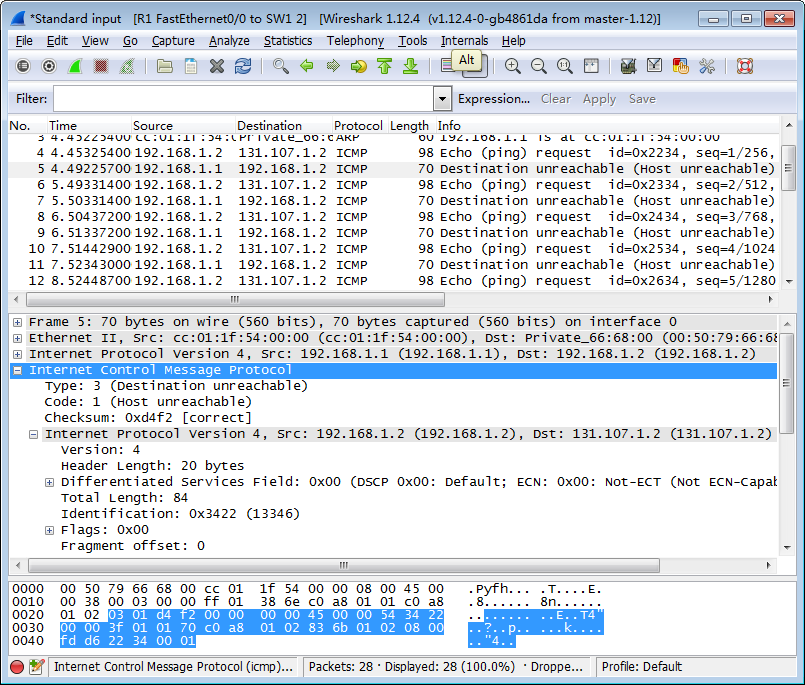 *Standard input   [R1 FastEthernet0/0 to SW1 2]   [Wireshark 1.12.4  (v1.12.4-0-gb4861da from master-1.12)]
File Edit View Go Capture Analyze Statistics Telephony Tools Internals Help
Alt
Filter: Expression... Clear Apply Save
No. Time Source Destination Protocol Length Info
3 4.45225400 cc:01:1f:54:0 Private_66:6 ARP 60 192.168.1.1 is at cc:01:1f:54:00:00
4 4.45325400 192.168.1.2 131.107.1.2 ICMP 98 Echo (ping) request  id=0x2234, seq=1/256,
5 4.49225700 192.168.1.1 192.168.1.2 ICMP 70 Destination unreachable (Host unreachable)
6 5.49331400 192.168.1.2 131.107.1.2 ICMP 98 Echo (ping) request  id=0x2334, seq=2/512,
7 5.50331400 192.168.1.1 192.168.1.2 ICMP 70 Destination unreachable (Host unreachable)
8 6.50437200 192.168.1.2 131.107.1.2 ICMP 98 Echo (ping) request  id=0x2434, seq=3/768,
9 6.51337200 192.168.1.1 192.168.1.2 ICMP 70 Destination unreachable (Host unreachable)
10 7.51442900 192.168.1.2 131.107.1.2 ICMP 98 Echo (ping) request  id=0x2534, seq=4/1024
11 7.52343000 192.168.1.1 192.168.1.2 ICMP 70 Destination unreachable (Host unreachable)
12 8.52448700 192.168.1.2 131.107.1.2 ICMP 98 Echo (ping) request  id=0x2634, seq=5/1280
Frame 5: 70 bytes on wire (560 bits), 70 bytes captured (560 bits) on interface 0
Ethernet II, Src: cc:01:1f:54:00:00 (cc:01:1f:54:00:00), Dst: Private_66:68:00 (00:50:79:66:68
Internet Protocol Version 4, Src: 192.168.1.1 (192.168.1.1), Dst: 192.168.1.2 (192.168.1.2)
Internet Control Message Protocol
Type: 3 (Destination unreachable)
Code: 1 (Host unreachable)
Checksum: 0xd4f2 [correct]
Internet Protocol Version 4, Src: 192.168.1.2 (192.168.1.2), Dst: 131.107.1.2 (131.107.1.2)
Version: 4
Header Length: 20 bytes
Differentiated Services Field: 0x00 (DSCP 0x00: Default; ECN: 0x00: Not-ECT (Not ECN-Capab
Total Length: 84
Identification: 0x3422 (13346)
Flags: 0x00
Fragment offset: 0
0000  00 50 79 66 68 00 cc 01  1f 54 00 00 08 00 45 00   .Pyfh... .T....E.
0010  00 38 00 03 00 00 ff 01  38 6e c0 a8 01 01 c0 a8   .8...... 8n......
0020  01 02 03 01 d4 f2 00 00  00 00 45 00 00 54 34 22   ........ ..E..T4"
0030  00 00 3f 01 01 70 c0 a8  01 02 83 6b 01 02 08 00   ..?..p.. ...k....
0040  fd d6 22 34 00 01   .."4..
Internet Control Message Protocol (icmp)... Packets: 28 · Displayed: 28 (100.0%)  · Droppe... Profile: Default